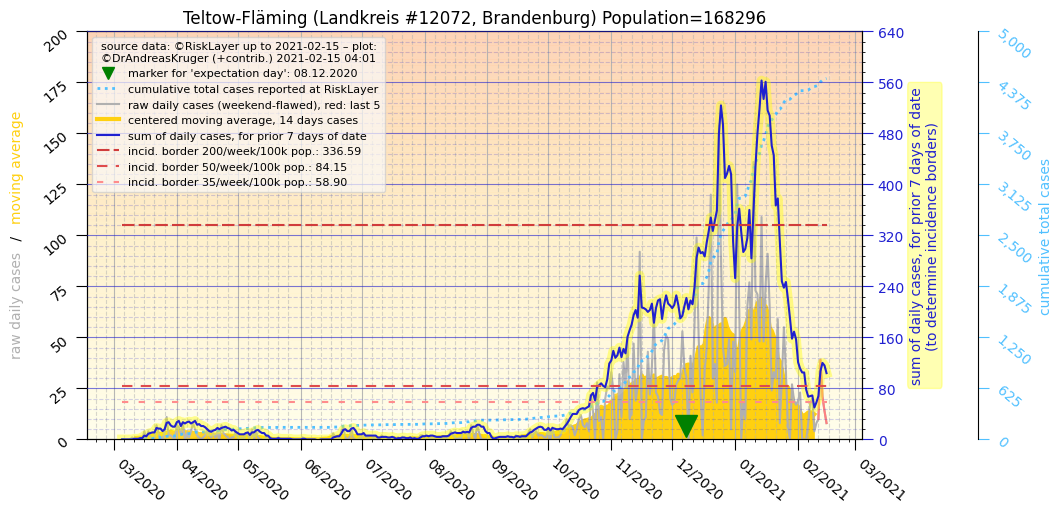 Teltow-Fläming (Landkreis #12072, Brandenburg) Population=168296
source data: ©RiskLayer up to 2021-02-15 – plot:
©DrAndreasKruger (+contrib.) 2021-02-15 04:01
marker for 'expectation day': 08.12.2020
cumulative total cases reported at RiskLayer
raw daily cases (weekend-flawed), red: last 5
centered moving average, 14 days cases
sum of daily cases, for prior 7 days of date
incid. border 200/week/100k pop.: 336.59
incid. border 50/week/100k pop.: 84.15
incid. border 35/week/100k pop.: 58.90
raw daily cases / moving average
200
175
150
125
100
75
50
25
0
03/2020
04/2020
05/2020
06/2020
07/2020
08/2020
09/2020
10/2020
11/2020
12/2020
01/2021
02/2021
03/2021
640
560
480
400
320
240
160
80
0
sum of daily cases, for prior 7 days of date
(to determine incidence borders)
5,000
4,375
3,750
3,125
2,500
1,875
1,250
625
0
cumulative total cases